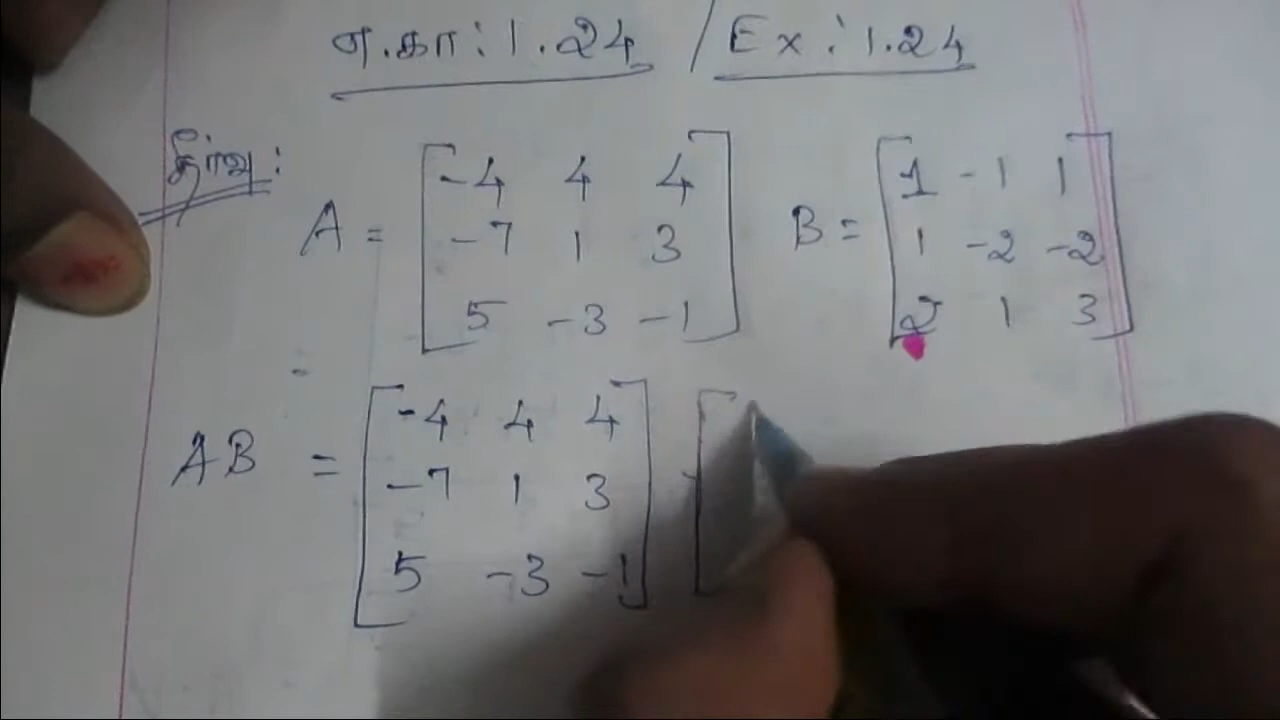 எ.கா : 1.24 / Ex : 1.24
தீர்வு :
A = [ -4 4 4
-7 1 3
5 -3 -1 ] B = [ 1 -1 1
1 -2 -2
2 1 3 ]
AB = [ -4 4 4
-7 1 3
5 -3 -1 ] [